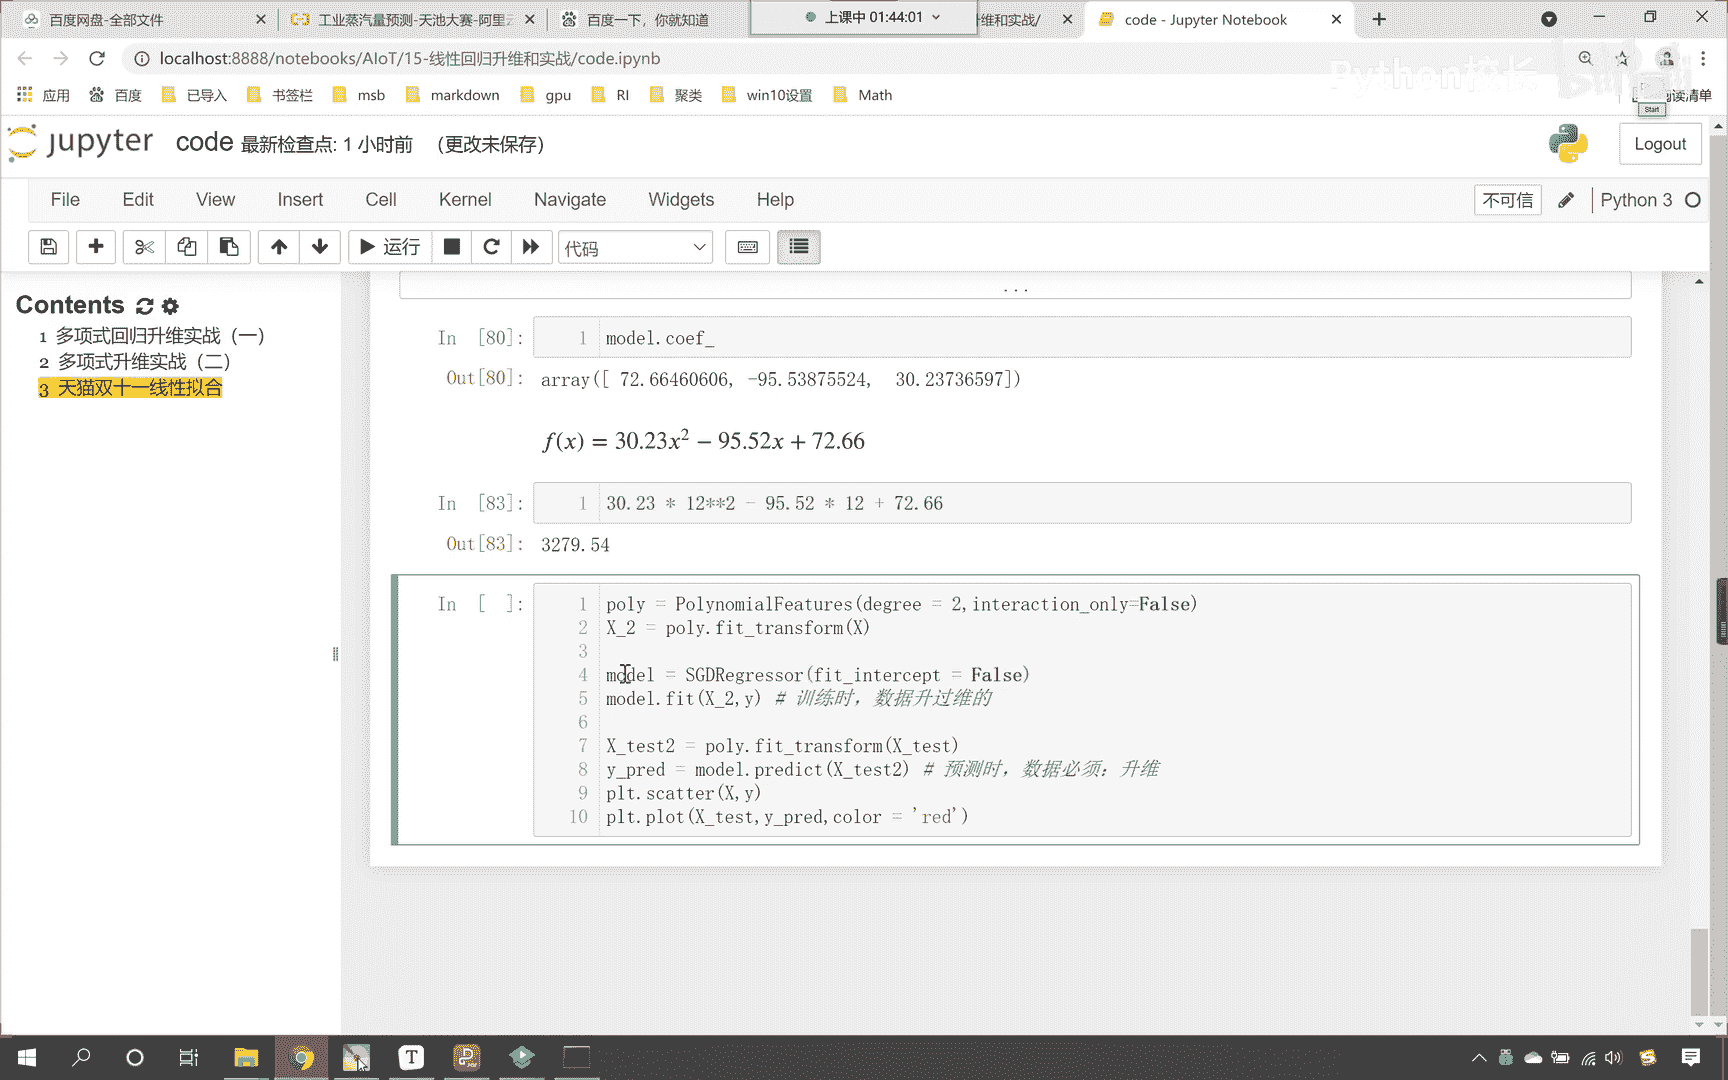 百度网盘-全部文件
工业蒸汽量预测-天池大赛-阿里云
百度一下，你就知道
上课中 01:44:01
维和实战/
code - Jupyter Notebook
localhost:8888/notebooks/AIoT/15-线性回归升维和实战/code.ipynb
Python校长
应用
百度
已导入
书签栏
msb
markdown
gpu
RI
聚类
win10设置
Math
阅读清单
Start
jupyter
code 最新检查点: 1 小时前 (更改未保存)
Logout
File Edit View Insert Cell Kernel Navigate Widgets Help
不可信
Python 3
运行
代码
Contents
1 多项式回归升维实战（一）
2 多项式升维实战（二）
3 天猫双十一线性拟合
...
In [80]: 1 model.coef_
Out[80]: array([ 72.66460606, -95.53875524, 30.23736597])
f(x) = 30.23x² − 95.52x + 72.66
In [83]: 1 30.23 * 12**2 - 95.52 * 12 + 72.66
Out[83]: 3279.54
In [ ]: 1 poly = PolynomialFeatures(degree = 2,interaction_only=False)
2 X_2 = poly.fit_transform(X)
3
4 model = SGDRegressor(fit_intercept = False)
5 model.fit(X_2,y) # 训练时，数据升过维的
6
7 X_test2 = poly.fit_transform(X_test)
8 y_pred = model.predict(X_test2) # 预测时，数据必须：升维
9 plt.scatter(X,y)
10 plt.plot(X_test,y_pred,color = 'red')